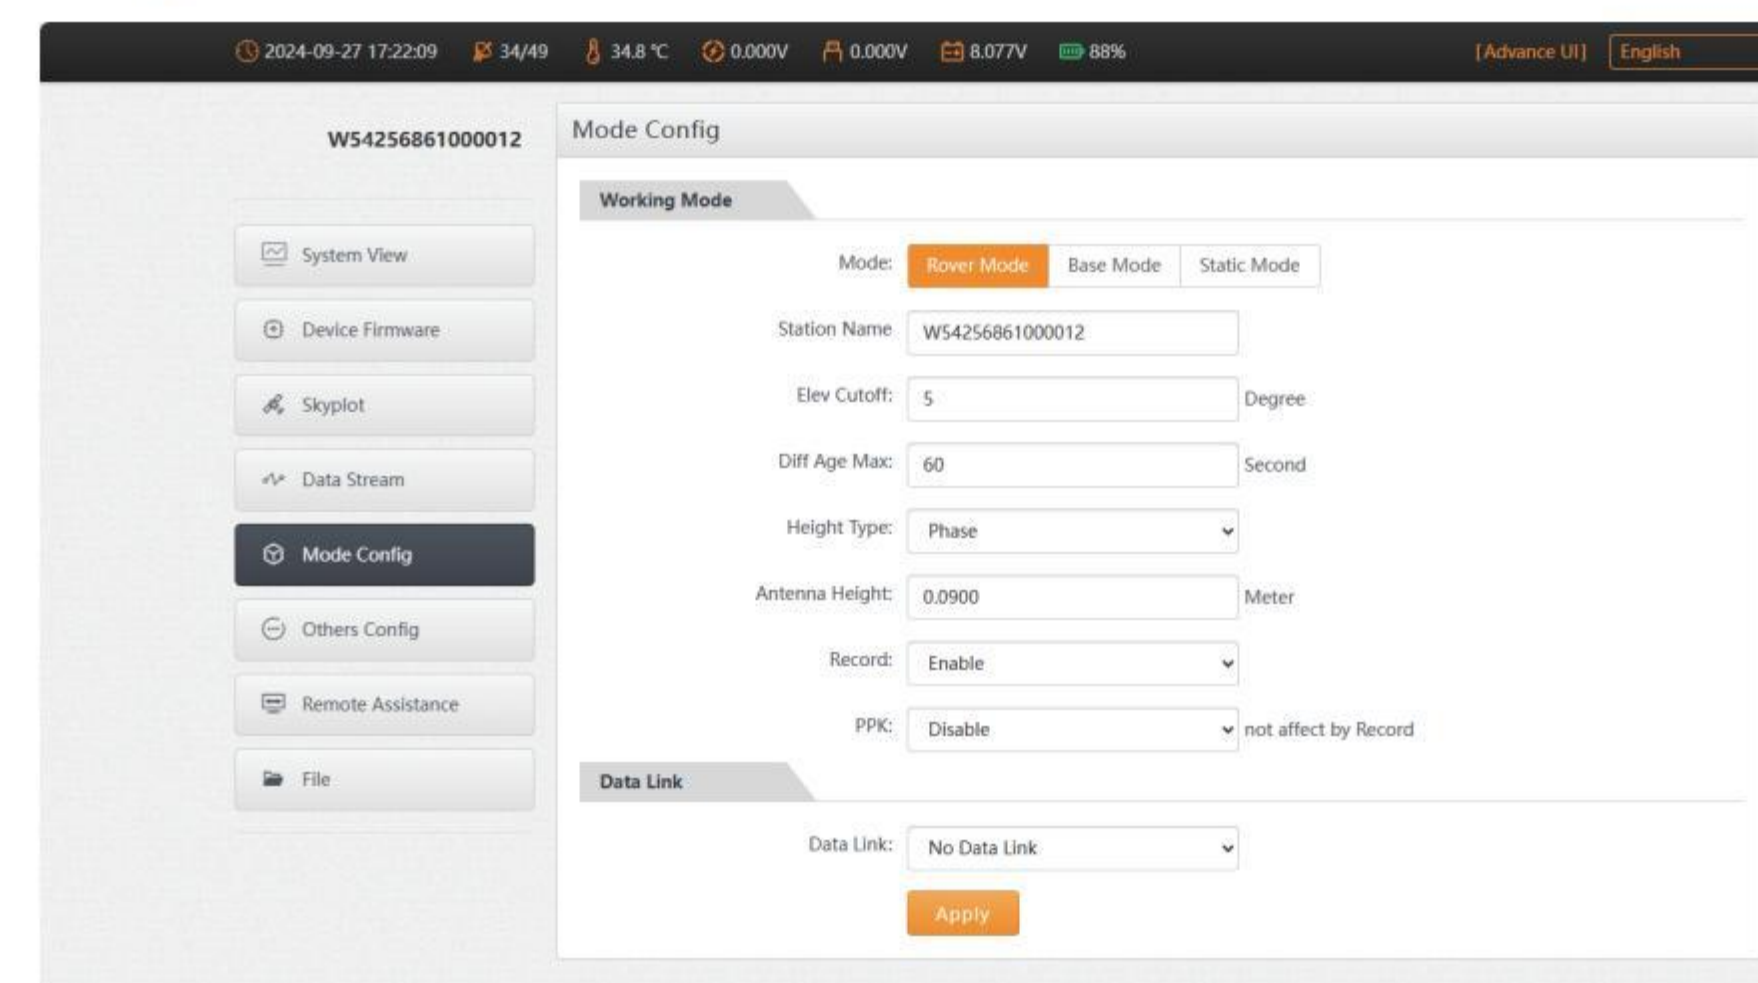 2024-09-27 17:22:09 34/49 34.8 ℃ 0.000V 0.000V 8.077V 88% [Advance UI] English
W54256861000012
System View
Device Firmware
Skyplot
Data Stream
Mode Config
Others Config
Remote Assistance
File
Mode Config
Working Mode
Mode: Rover Mode Base Mode Static Mode
Station Name W54256861000012
Elev Cutoff: 5 Degree
Diff Age Max: 60 Second
Height Type: Phase
Antenna Height: 0.0900 Meter
Record: Enable
PPK: Disable not affect by Record
Data Link
Data Link: No Data Link
Apply